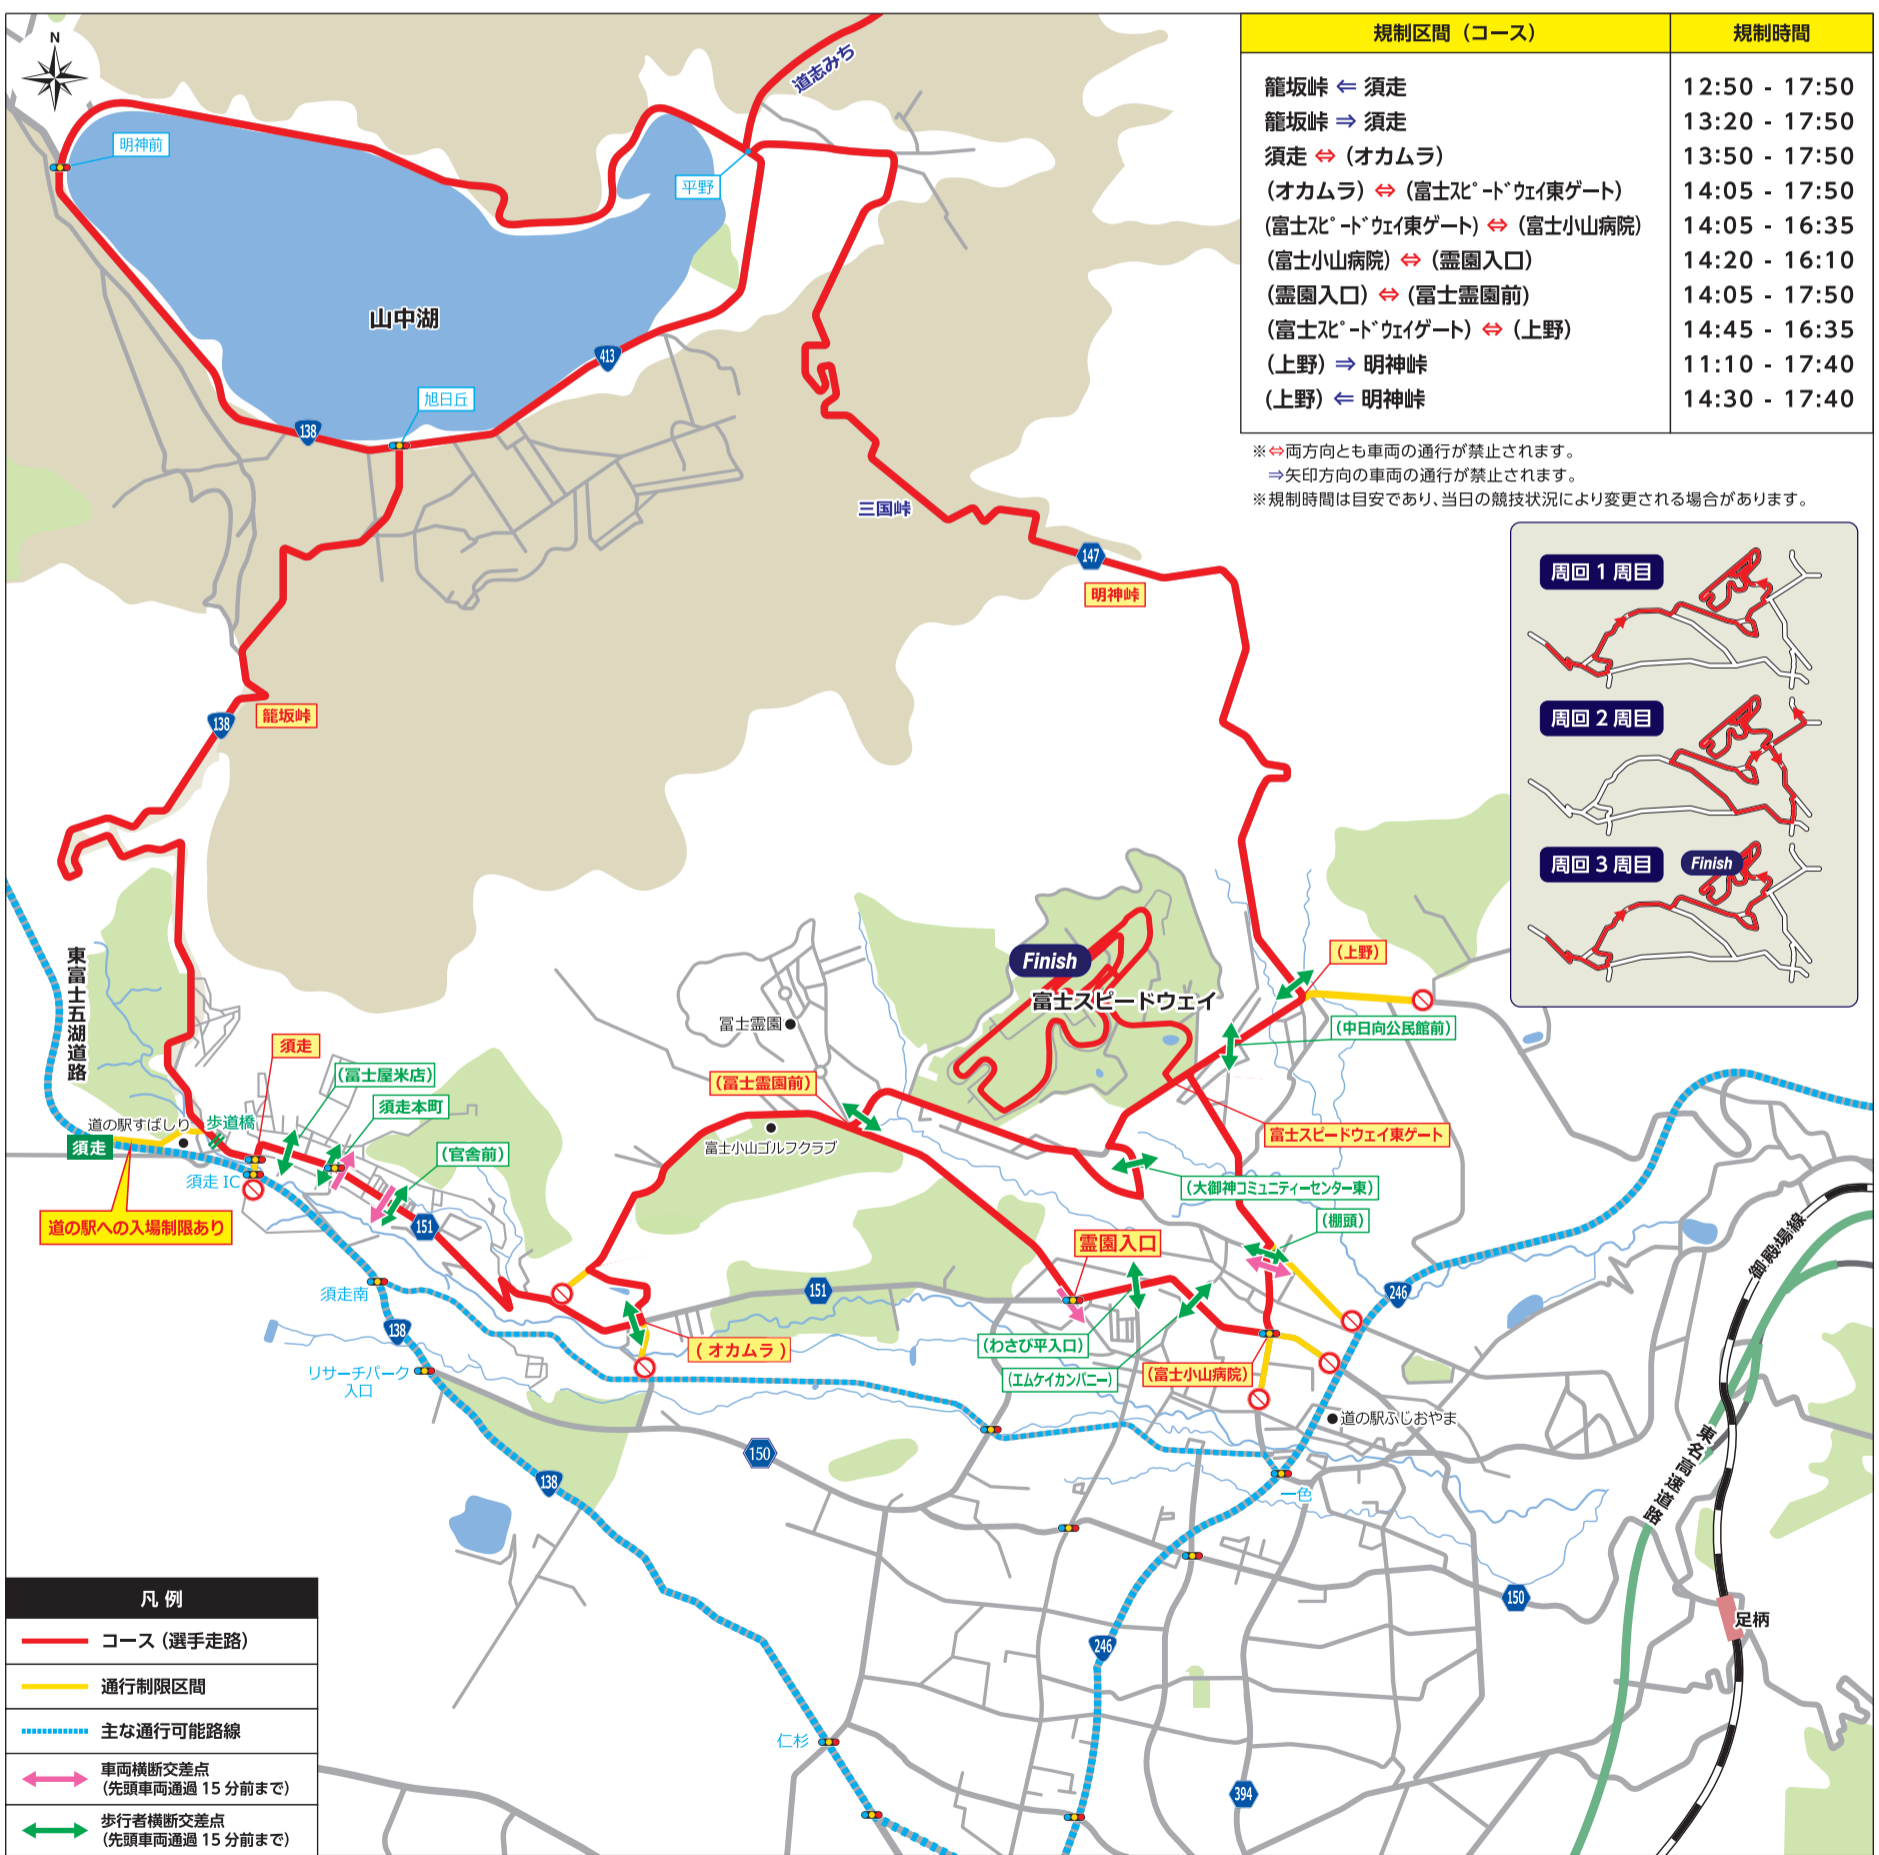 規制区間（コース）
規制時間
籠坂峠 ⇐ 須走
12:50 - 17:50
籠坂峠 ⇒ 須走
13:20 - 17:50
須走 ⇔ (オカムラ)
13:50 - 17:50
(オカムラ) ⇔ (富士ｽﾋﾟｰﾄﾞｳｪｲ東ゲート)
14:05 - 17:50
(富士ｽﾋﾟｰﾄﾞｳｪｲ東ゲート) ⇔ (富士小山病院)
14:05 - 16:35
(富士小山病院) ⇔ (霊園入口)
14:20 - 16:10
(霊園入口) ⇔ (冨士霊園前)
14:05 - 17:50
(富士ｽﾋﾟｰﾄﾞｳｪｲゲート) ⇔ (上野)
14:45 - 16:35
(上野) ⇒ 明神峠
11:10 - 17:40
(上野) ⇐ 明神峠
14:30 - 17:40
※⇔両方向とも車両の通行が禁止されます。
⇒矢印方向の車両の通行が禁止されます。
※規制時間は目安であり、当日の競技状況により変更される場合があります。
周回 1 周目
周回 2 周目
周回 3 周目
Finish
N
道志みち
明神前
平野
山中湖
413
旭日丘
138
三国峠
147
明神峠
籠坂峠
138
東富士五湖道路
Finish
富士スピードウェイ
(上野)
(中日向公民館前)
冨士霊園
須走
(富士屋米店)
(冨士霊園前)
須走本町
道の駅すばしり
歩道橋
須走
富士小山ゴルフクラブ
富士スピードウェイ東ゲート
(官舎前)
須走 IC
(大御神コミュニティーセンター東)
道の駅への入場制限あり
151
(棚頭)
霊園入口
御殿場線
須走南
151
246
138
(オカムラ)
(わさび平入口)
リサーチパーク
入口
(エムケイカンパニー)
(富士小山病院)
道の駅ふじおやま
東名高速道路
150
138
一色
150
足柄
246
仁杉
394
凡 例
コース (選手走路)
通行制限区間
主な通行可能路線
車両横断交差点
(先頭車両通過 15 分前まで)
歩行者横断交差点
(先頭車両通過 15 分前まで)